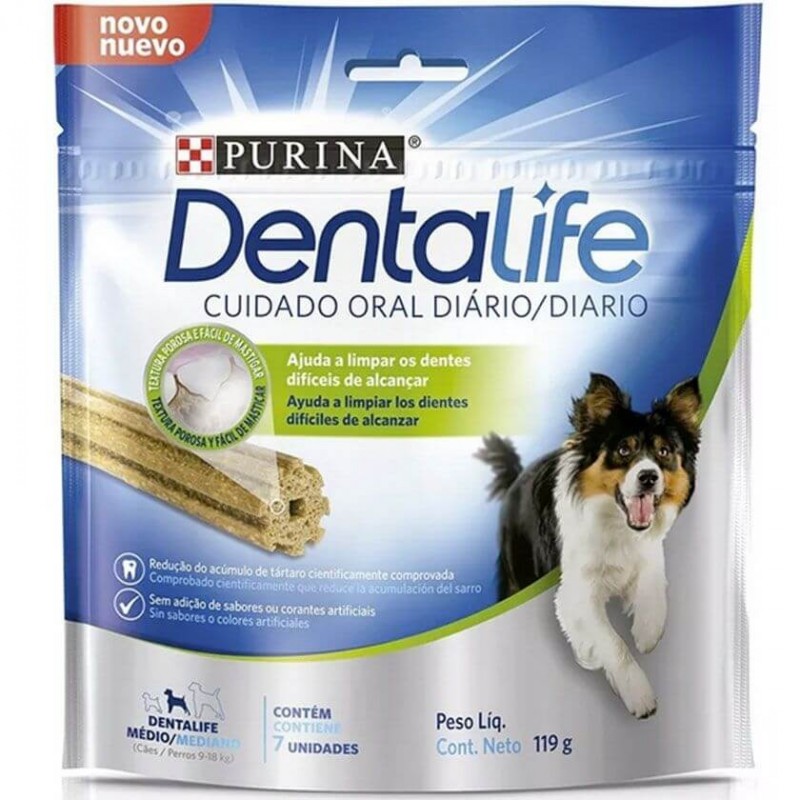 novo
nuevo
PURINA®
DentaLife
CUIDADO ORAL DIÁRIO/DIARIO
TEXTURA POROSA E FÁCIL DE MASTIGAR
TEXTURA POROSA Y FÁCIL DE MASTICAR
Ajuda a limpar os dentes
difíceis de alcançar
Ayuda a limpiar los dientes
difíciles de alcanzar
Redução do acúmulo de tártaro cientificamente comprovada
Comprobado cientificamente que reduce la acumulación del sarro
Sem adição de sabores ou corantes artificiais
Sin sabores o colores artificiales
DENTALIFE
MÉDIO/MEDIANO
(Cães / Perros 9-18 kg)
CONTÉM
CONTIENE
7 UNIDADES
Peso Líq.
Cont. Neto 119 g